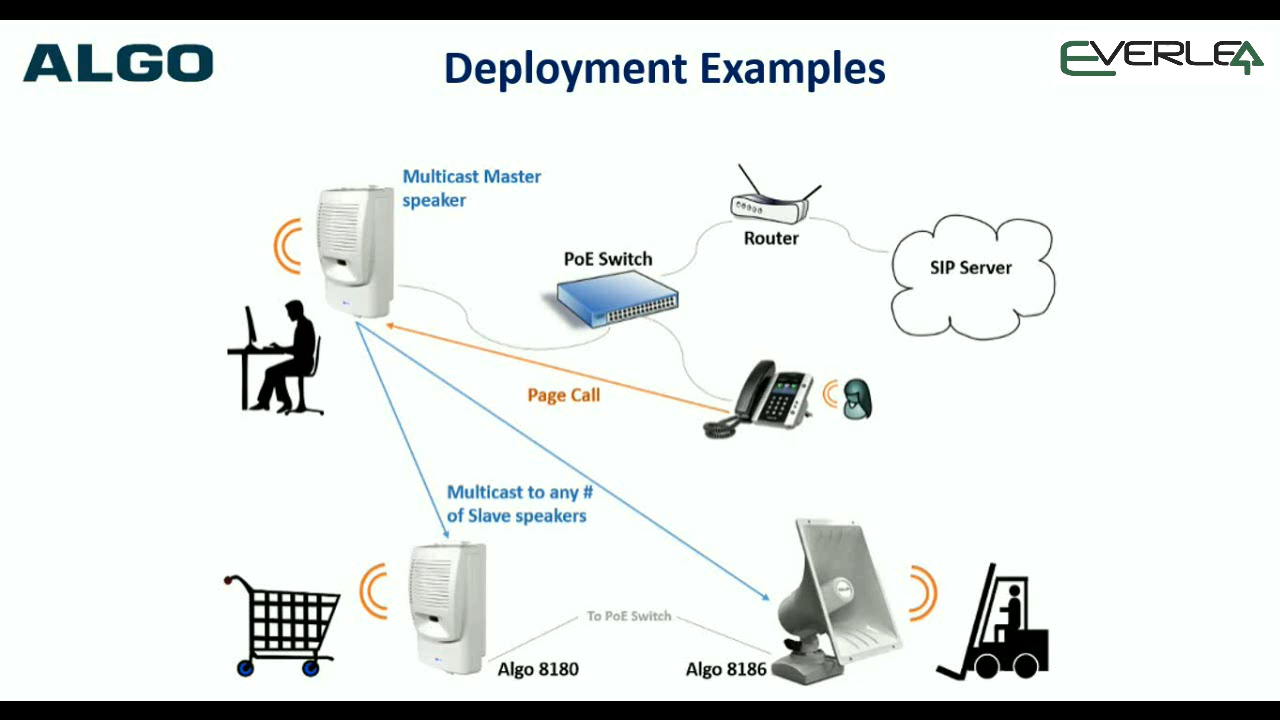 ALGO
Deployment Examples
EVERLEA
Multicast Master
speaker
Router
PoE Switch
SIP Server
Page Call
Multicast to any #
of Slave speakers
To PoE Switch
Algo 8180
Algo 8186